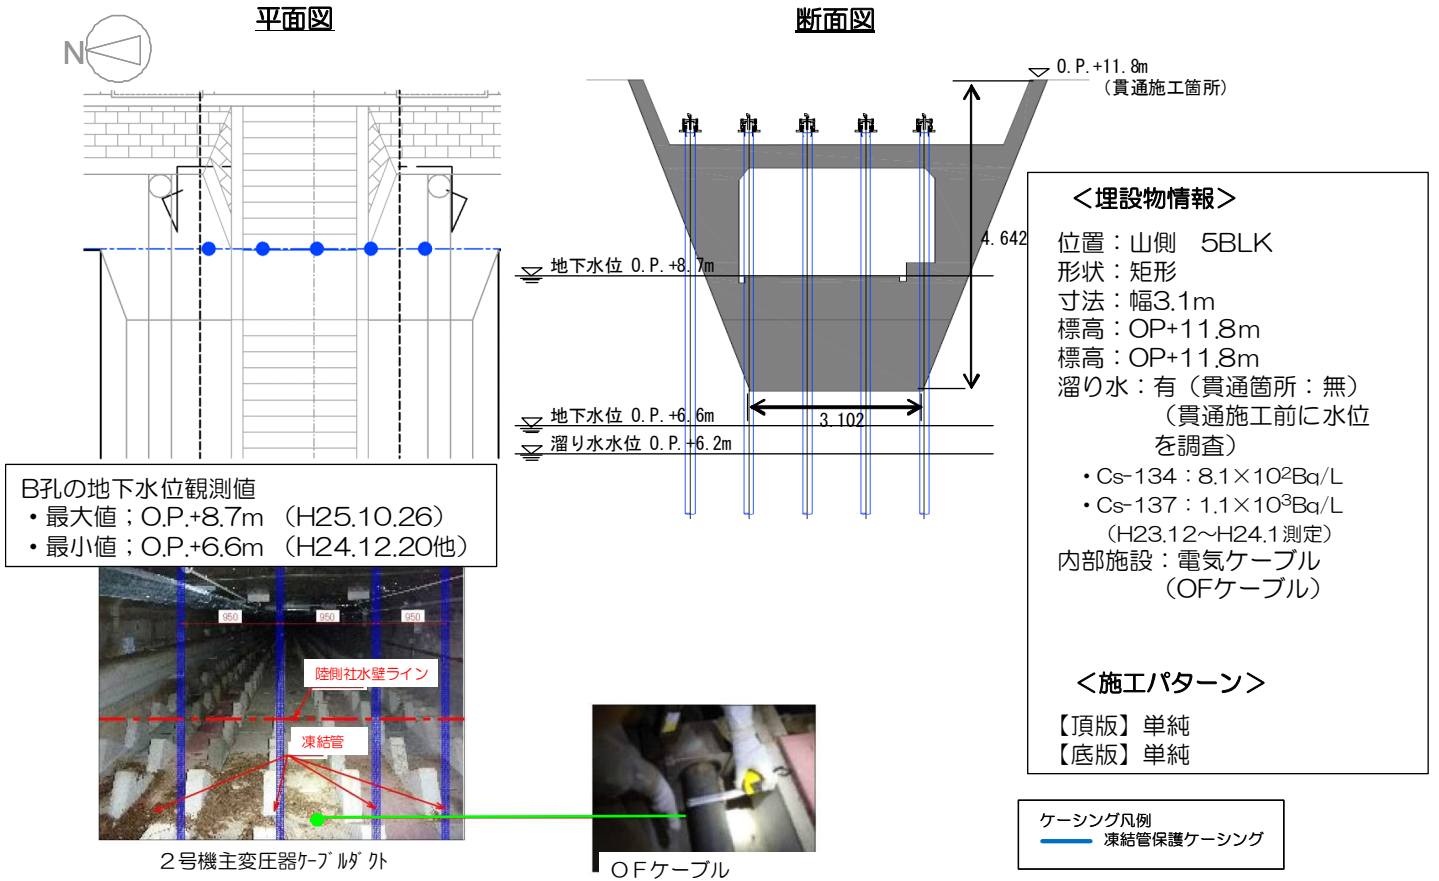 平面図
断面図
N
O.P.+11.8m
(貫通施工箇所)
4.642
地下水位 O.P.+8.7m
3.102
地下水位 O.P.+6.6m
溜り水水位 O.P.+6.2m
B孔の地下水位観測値
・最大値；O.P.+8.7m （H25.10.26）
・最小値；O.P.+6.6m （H24.12.20他）
950
950
950
陸側社水壁ライン
凍結管
２号機主変圧器ｹｰﾌﾞﾙﾀﾞｸﾄ
ＯＦケーブル
＜埋設物情報＞
位置：山側　5BLK
形状：矩形
寸法：幅3.1m
標高：OP+11.8m
標高：OP+11.8m
溜り水：有（貫通箇所：無）
（貫通施工前に水位
を調査）
・Cs-134：8.1×10²Bq/L
・Cs-137：1.1×10³Bq/L
（H23.12～H24.1測定）
内部施設：電気ケーブル
（OFケーブル）
＜施工パターン＞
【頂版】単純
【底版】単純
ケーシング凡例
凍結管保護ケーシング